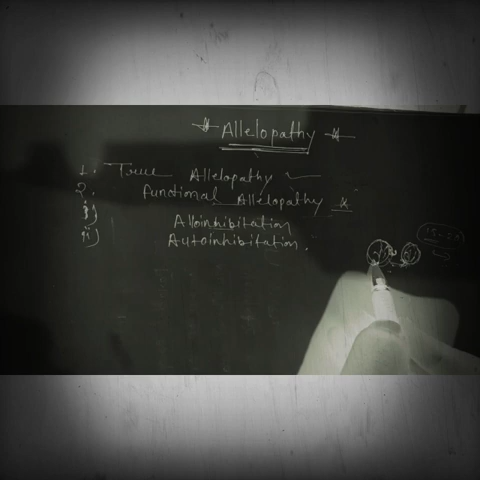 Allelopathy
1. True Allelopathy
2. functional Allelopathy
i) Alloinhibitation
ii) Autoinhibitation.